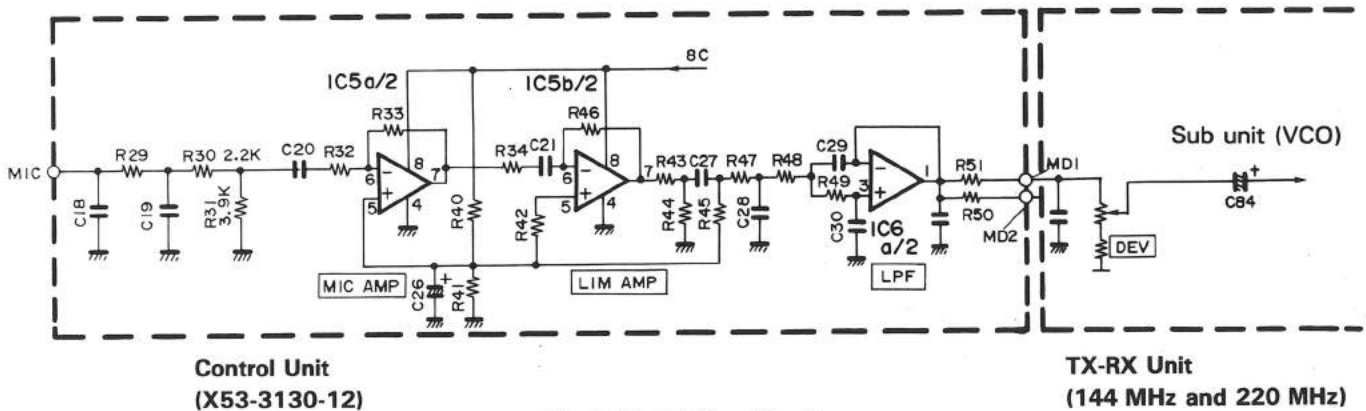 8C
IC5a/2
IC5b/2
R33
R46
MIC
R29
R30 2.2K
C20
R32
6
5
8
7
4
R34
C21
6
5
8
7
4
R43
C27
R47
R48
C29
R49
3
1
R51
MD1
R50
MD2
Sub unit (VCO)
C84
C18
C19
R31
3.9K
R40
R42
R44
R45
C28
C30
IC6
a/2
DEV
MIC AMP
C26
R41
LIM AMP
LPF
Control Unit
(X53-3130-12)
TX-RX Unit
(144 MHz and 220 MHz)